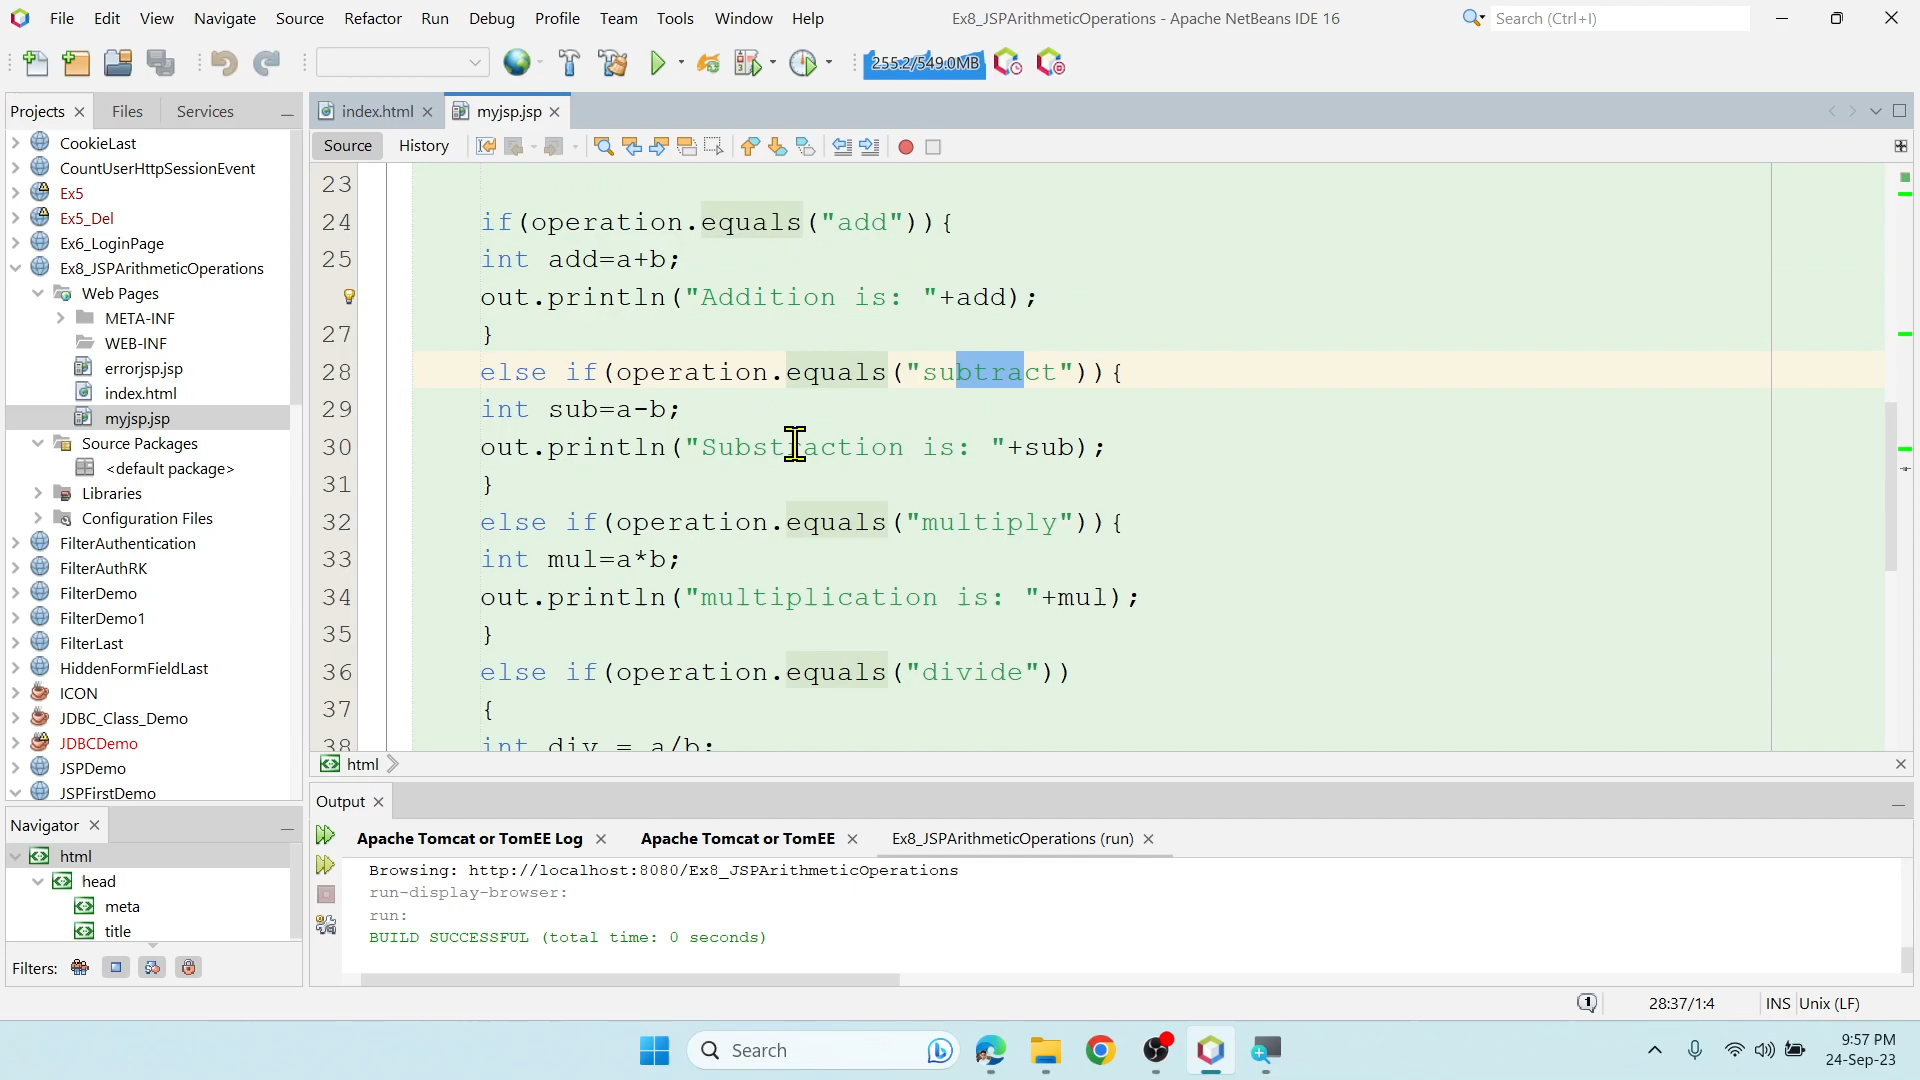 File Edit View Navigate Source Refactor Run Debug Profile Team Tools Window Help
Ex8_JSPArithmeticOperations - Apache NetBeans IDE 16
Search (Ctrl+I)
255.2/549.0MB
Projects Files Services
CookieLast
CountUserHttpSessionEvent
Ex5
Ex5_Del
Ex6_LoginPage
Ex8_JSPArithmeticOperations
Web Pages
META-INF
WEB-INF
errorjsp.jsp
index.html
myjsp.jsp
Source Packages
<default package>
Libraries
Configuration Files
FilterAuthentication
FilterAuthRK
FilterDemo
FilterDemo1
FilterLast
HiddenFormFieldLast
ICON
JDBC_Class_Demo
JDBCDemo
JSPDemo
JSPFirstDemo
index.html myjsp.jsp
Source History
23
24 if(operation.equals("add")){
25 int add=a+b;
out.println("Addition is: "+add);
27 }
28 else if(operation.equals("subtract")){
29 int sub=a-b;
30 out.println("Substraction is: "+sub);
31 }
32 else if(operation.equals("multiply")){
33 int mul=a*b;
34 out.println("multiplication is: "+mul);
35 }
36 else if(operation.equals("divide"))
37 {
38 int div = a/b;
html
Navigator
html
head
meta
title
Filters:
Output
Apache Tomcat or TomEE Log Apache Tomcat or TomEE Ex8_JSPArithmeticOperations (run)
Browsing: http://localhost:8080/Ex8_JSPArithmeticOperations
run-display-browser:
run:
BUILD SUCCESSFUL (total time: 0 seconds)
1 28:37/1:4 INS Unix (LF)
Search
9:57 PM
24-Sep-23